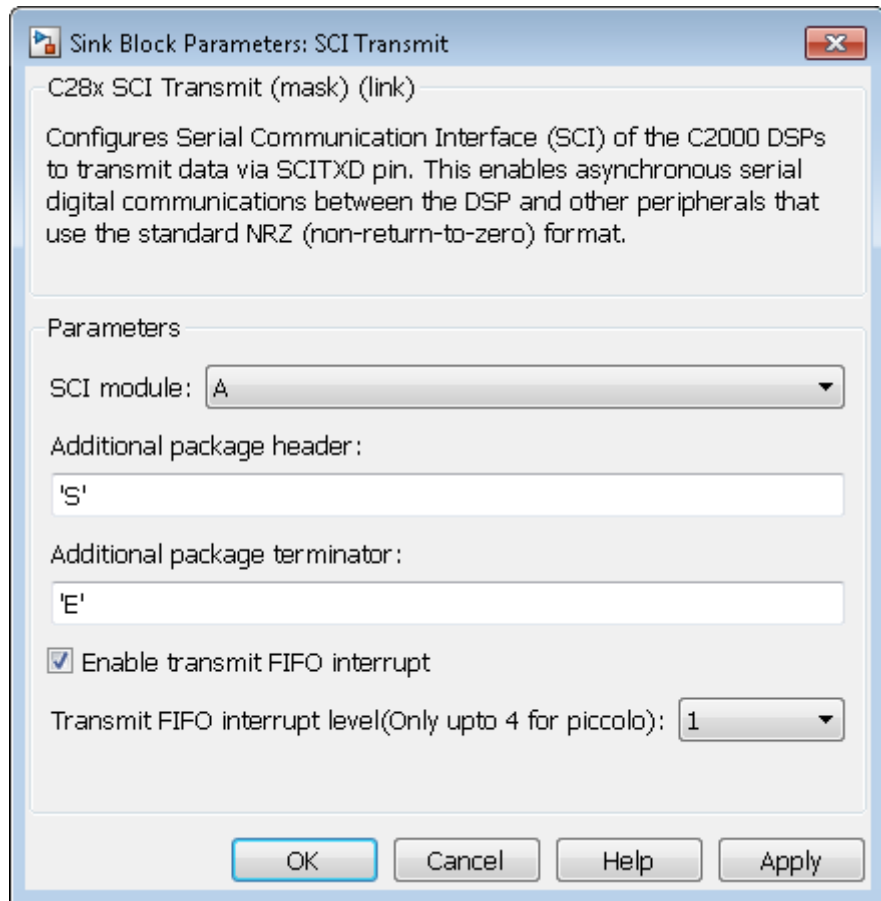 Sink Block Parameters: SCI Transmit
C28x SCI Transmit (mask) (link)
Configures Serial Communication Interface (SCI) of the C2000 DSPs
to transmit data via SCITXD pin. This enables asynchronous serial
digital communications between the DSP and other peripherals that
use the standard NRZ (non-return-to-zero) format.
Parameters
SCI module: A
Additional package header:
'S'
Additional package terminator:
'E'
Enable transmit FIFO interrupt
Transmit FIFO interrupt level(Only upto 4 for piccolo): 1
OK Cancel Help Apply